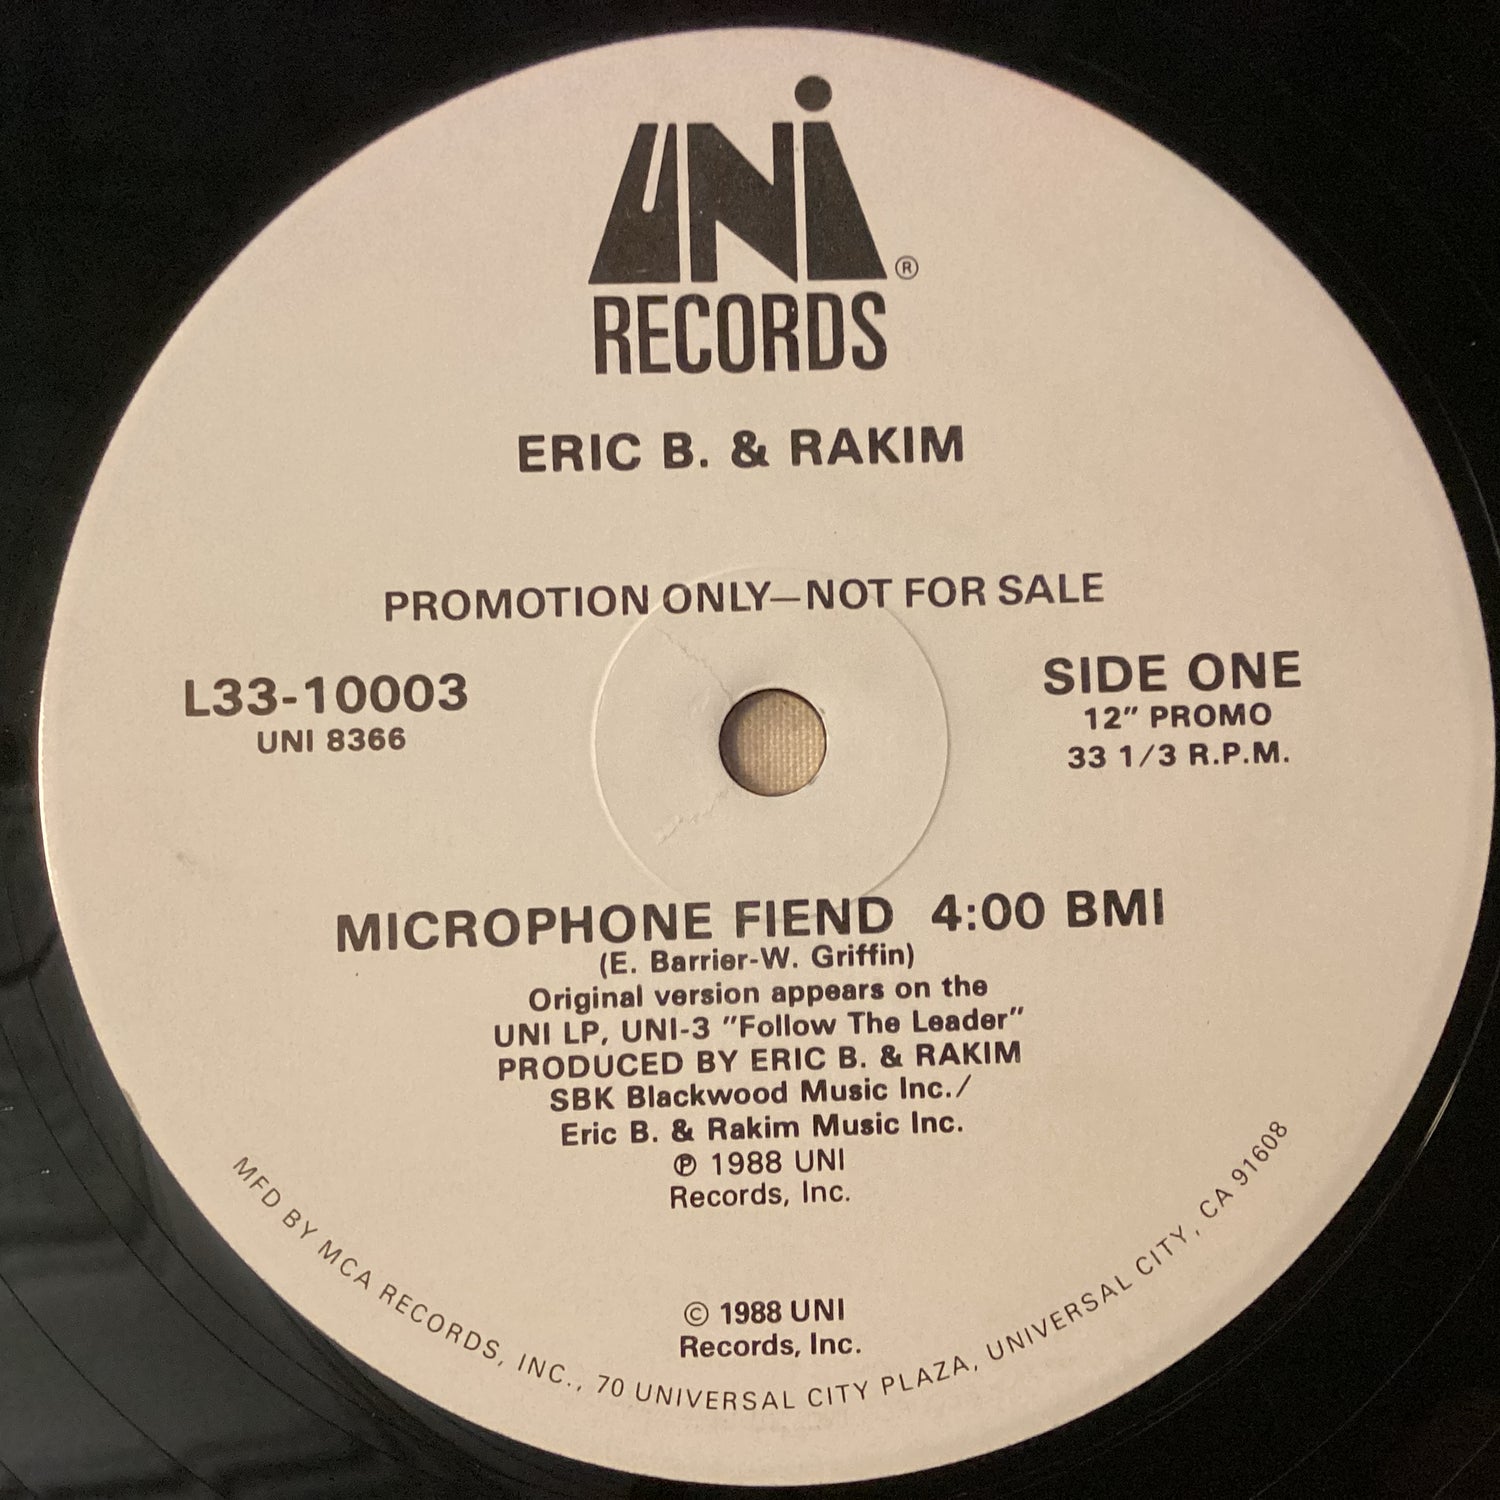 UNi®
RECORDS
ERIC B. & RAKIM
PROMOTION ONLY—NOT FOR SALE
L33-10003
UNI 8366
SIDE ONE
12" PROMO
33 1/3 R.P.M.
MICROPHONE FIEND 4:00 BMI
(E. Barrier-W. Griffin)
Original version appears on the
UNI LP, UNI-3 "Follow The Leader"
PRODUCED BY ERIC B. & RAKIM
SBK Blackwood Music Inc./
Eric B. & Rakim Music Inc.
℗ 1988 UNI
Records, Inc.
© 1988 UNI
Records, Inc.
MFD BY MCA RECORDS, INC., 70 UNIVERSAL CITY PLAZA, UNIVERSAL CITY, CA 91608